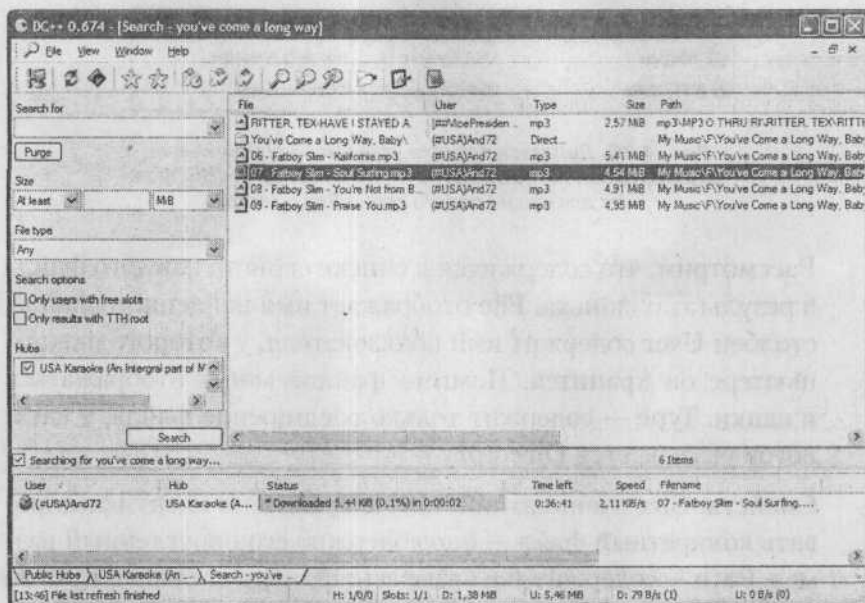 DC++ 0.674 - [Search - you've come a long way]
File View Window Help
Search for
Purge
Size
At least MiB
File type
Any
Search options
Only users with free slots
Only results with TTH root
Hubs
USA Karaoke (An Intergral part of
Search
File User Type Size Path
RITTER, TEX-HAVE I STAYED A. mp3 2,57 MiB
You've Come a Long Way, Baby\ (#USA)And72 Direct... My Music\F\You've Come a Long Way, Bab
06 - Fatboy Slim - Kalifornia.mp3 (#USA)And72 mp3 5,41 MiB My Music\F\You've Come a Long Way, Bab
07 - Fatboy Slim - Soul Surfing.mp3 (#USA)And72 mp3 4,54 MiB My Music\F\You've Come a Long Way, Bab
08 - Fatboy Slim - You're Not from B... (#USA)And72 mp3 4,91 MiB My Music\F\You've Come a Long Way, Bab
09 - Fatboy Slim - Praise You.mp3 (#USA)And72 mp3 4,95 MiB My Music\F\You've Come a Long Way, Bab
Searching for you've come a long way... 6 Items
User Hub Status Time left Speed Filename
(#USA)And72 USA Karaoke (A... Downloaded 5,44 KiB (0.1%) in 0:00:02 0:36:41 2,11 KiB/s 07 - Fatboy Slim - Soul Surfing....
Public Hubs USA Karaoke (An ... Search - you've ...
[13:46] File list refresh finished H: 1/0/0 Slots: 1/1 D: 1,38 MiB U: 5,46 MiB D: 79 B/s (1) U: 0 B/s (0)